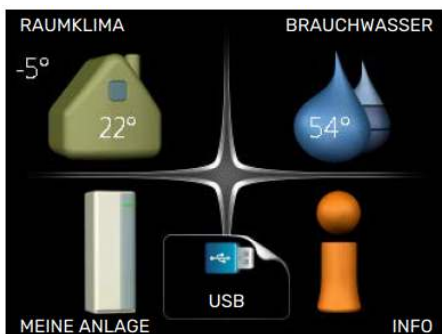 RAUMKLIMA
BRAUCHWASSER
-5°
22°
54°
USB
MEINE ANLAGE
INFO